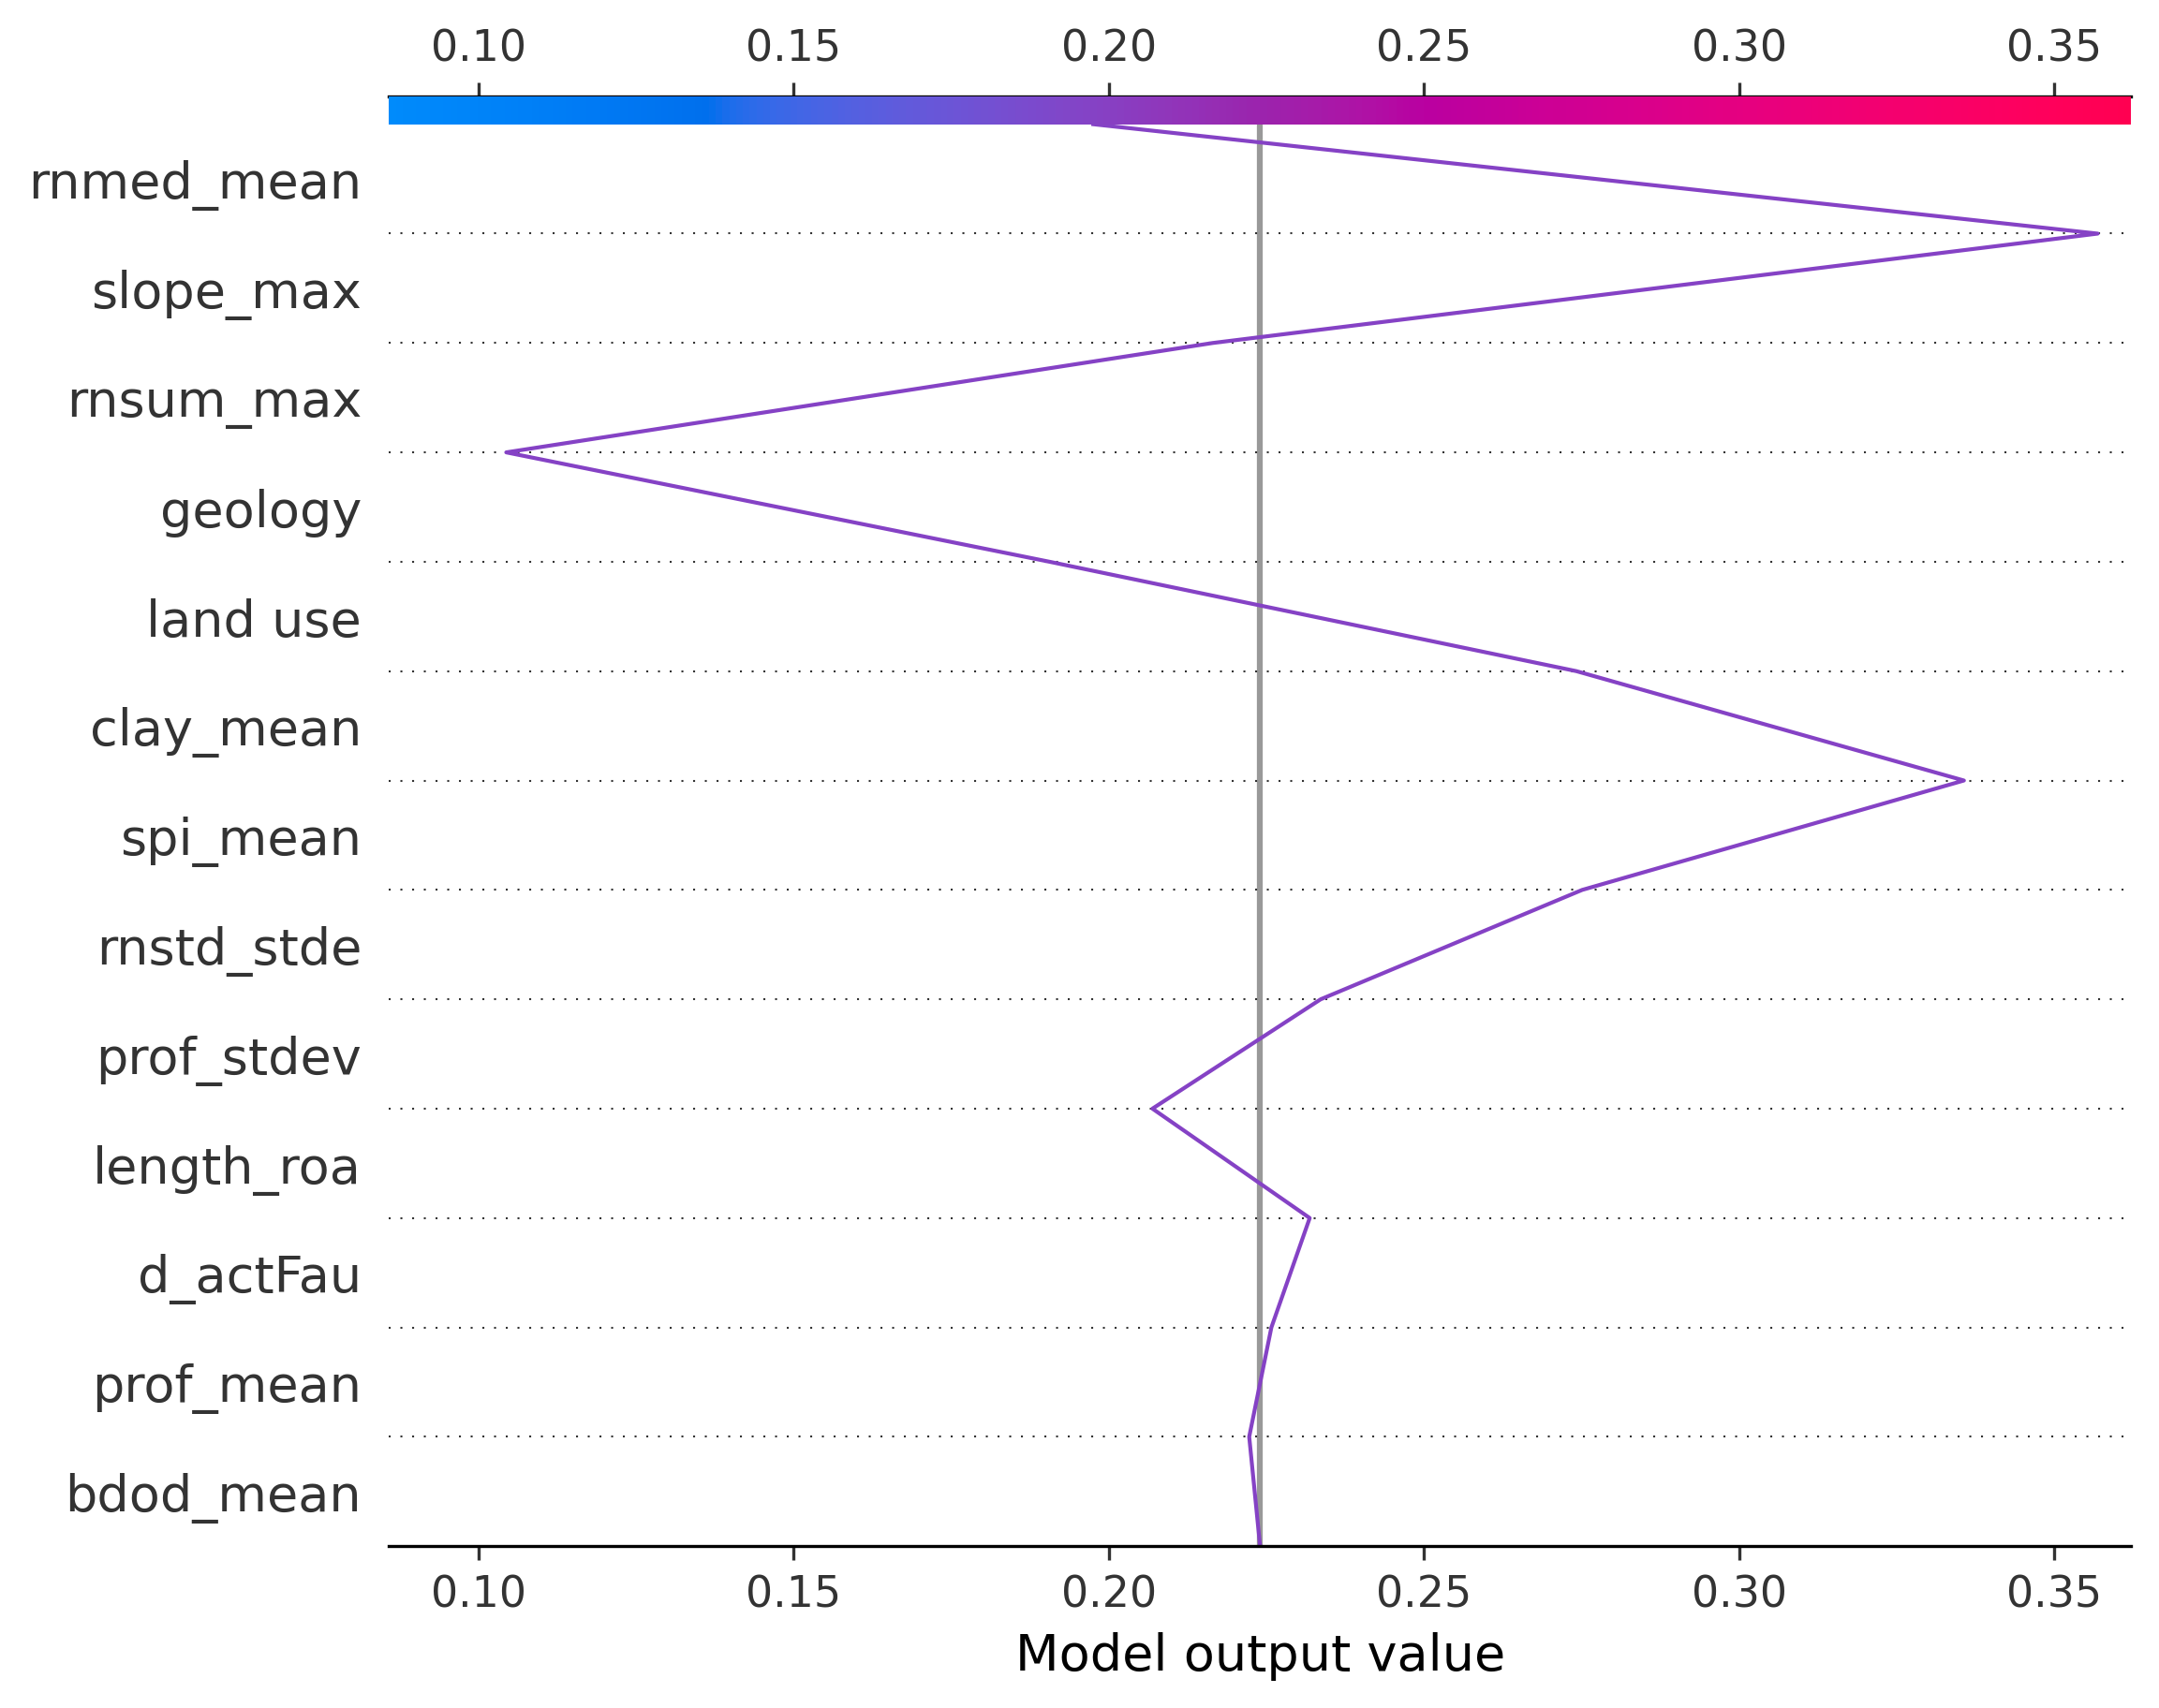 0.10 0.15 0.20 0.25 0.30 0.35
rnmed_mean
slope_max
rnsum_max
geology
land use
clay_mean
spi_mean
rnstd_stde
prof_stdev
length_roa
d_actFau
prof_mean
bdod_mean
0.10 0.15 0.20 0.25 0.30 0.35
Model output value